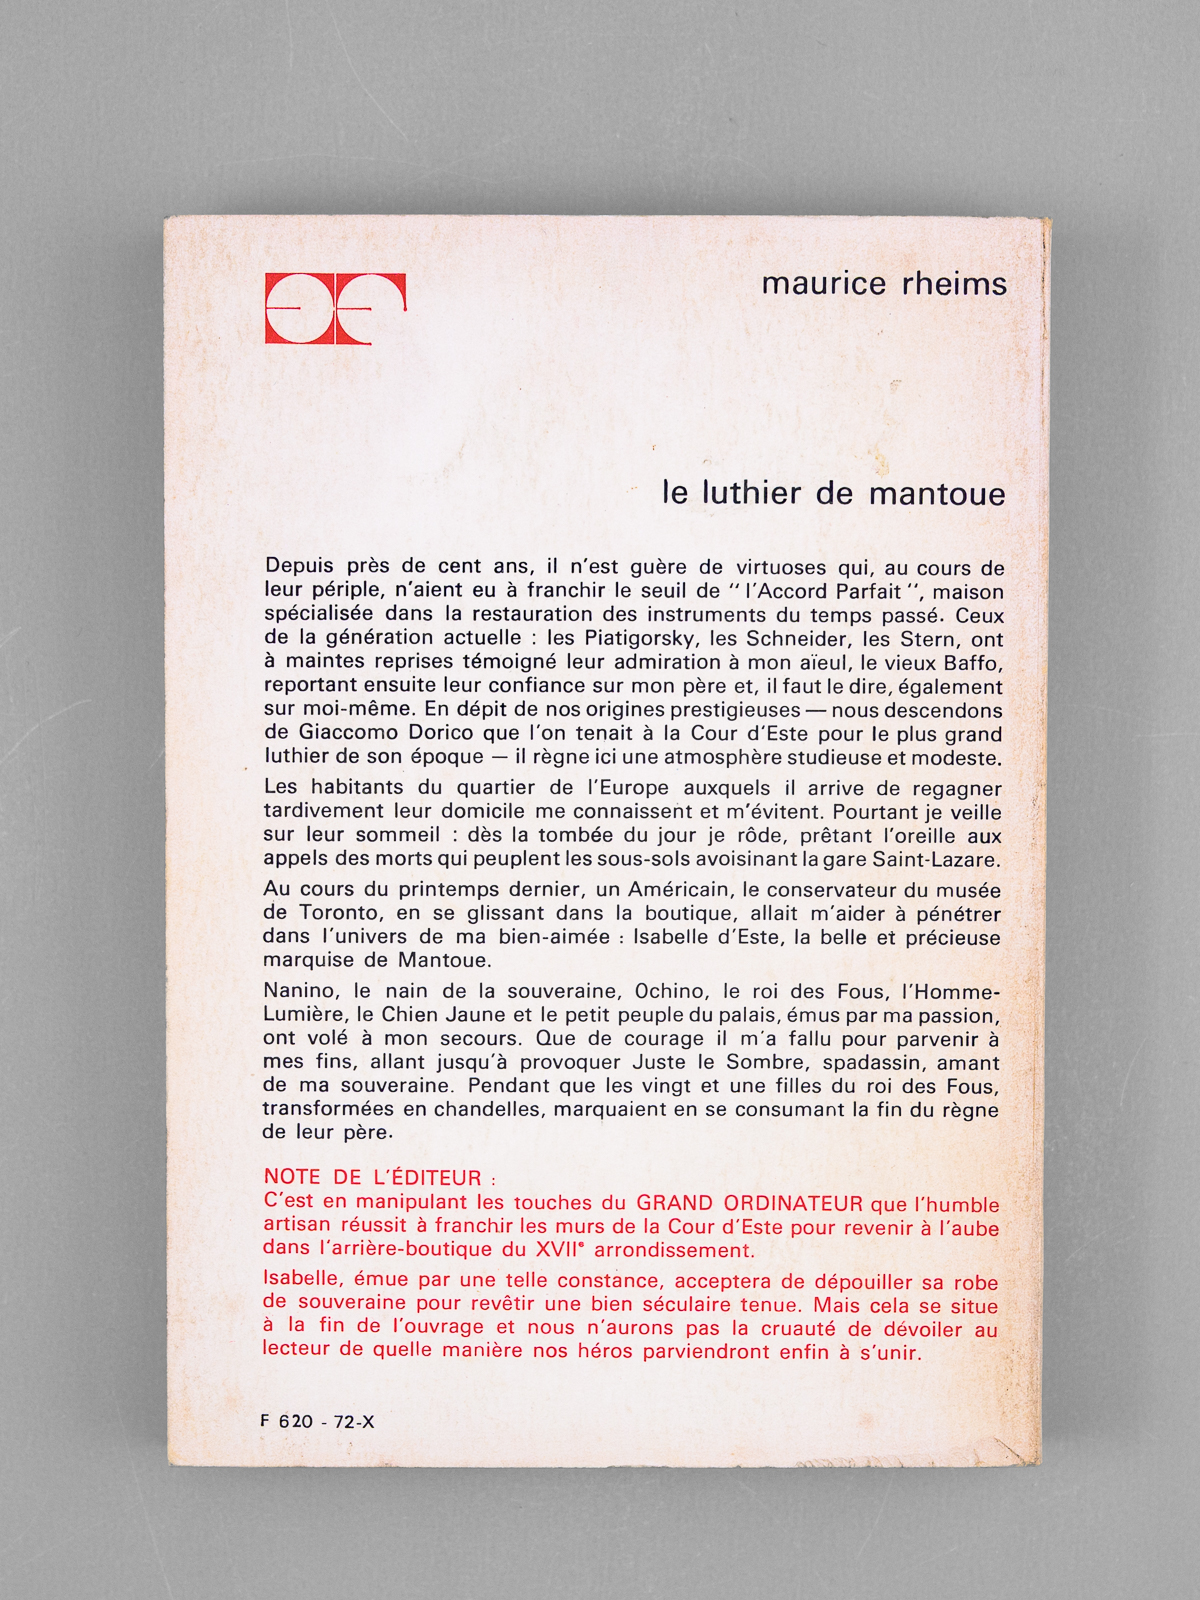 maurice rheims
le luthier de mantoue
Depuis près de cent ans, il n'est guère de virtuoses qui, au cours de
leur périple, n'aient eu à franchir le seuil de “l'Accord Parfait”, maison
spécialisée dans la restauration des instruments du temps passé. Ceux
de la génération actuelle : les Piatigorsky, les Schneider, les Stern, ont
à maintes reprises témoigné leur admiration à mon aïeul, le vieux Baffo,
reportant ensuite leur confiance sur mon père et, il faut le dire, également
sur moi-même. En dépit de nos origines prestigieuses — nous descendons
de Giaccomo Dorico que l'on tenait à la Cour d'Este pour le plus grand
luthier de son époque — il règne ici une atmosphère studieuse et modeste.
Les habitants du quartier de l'Europe auxquels il arrive de regagner
tardivement leur domicile me connaissent et m'évitent. Pourtant je veille
sur leur sommeil : dès la tombée du jour je rôde, prêtant l'oreille aux
appels des morts qui peuplent les sous-sols avoisinant la gare Saint-Lazare.
Au cours du printemps dernier, un Américain, le conservateur du musée
de Toronto, en se glissant dans la boutique, allait m'aider à pénétrer
dans l'univers de ma bien-aimée : Isabelle d'Este, la belle et précieuse
marquise de Mantoue.
Nanino, le nain de la souveraine, Ochino, le roi des Fous, l'Homme-
Lumière, le Chien Jaune et le petit peuple du palais, émus par ma passion,
ont volé à mon secours. Que de courage il m'a fallu pour parvenir à
mes fins, allant jusqu'à provoquer Juste le Sombre, spadassin, amant
de ma souveraine. Pendant que les vingt et une filles du roi des Fous,
transformées en chandelles, marquaient en se consumant la fin du règne
de leur père.
NOTE DE L'ÉDITEUR :
C'est en manipulant les touches du GRAND ORDINATEUR que l'humble
artisan réussit à franchir les murs de la Cour d'Este pour revenir à l'aube
dans l'arrière-boutique du XVIIe arrondissement.
Isabelle, émue par une telle constance, acceptera de dépouiller sa robe
de souveraine pour revêtir une bien séculaire tenue. Mais cela se situe
à la fin de l'ouvrage et nous n'aurons pas la cruauté de dévoiler au
lecteur de quelle manière nos héros parviendront enfin à s'unir.
F 620 - 72-X